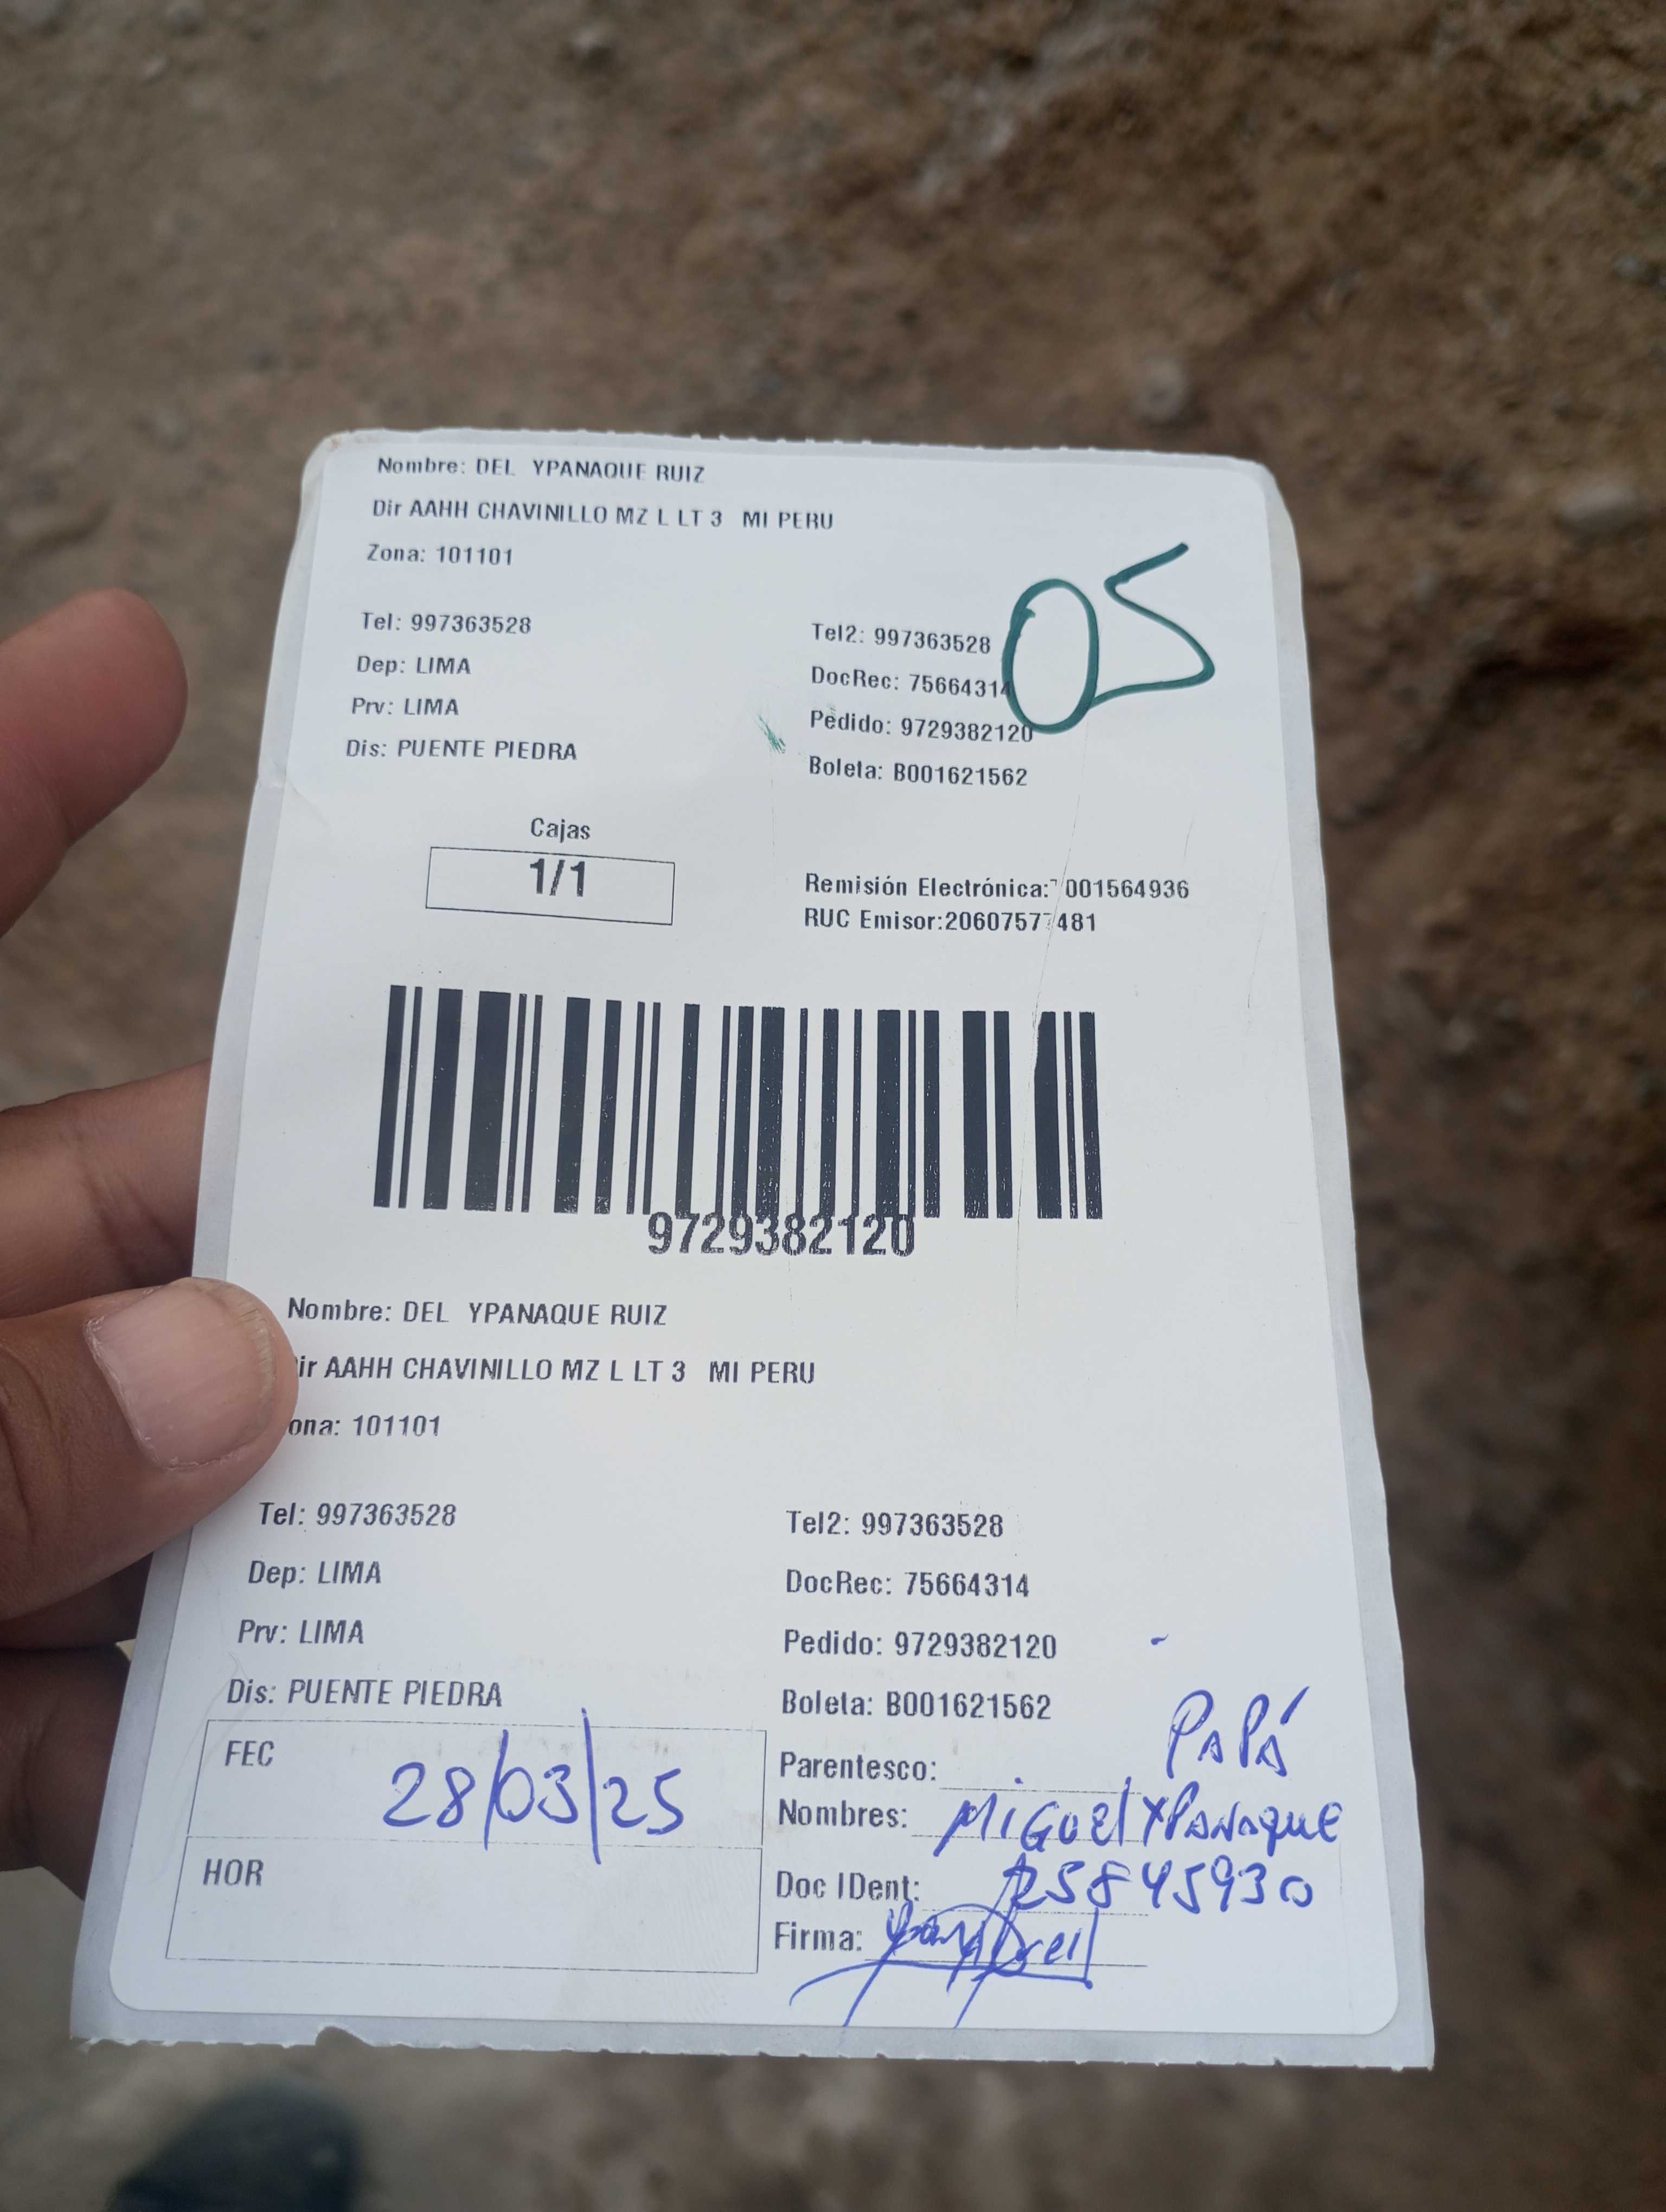 Nombre: DEL YPANAQUE RUIZ
Dir AAHH CHAVINILLO MZ L LT 3 MI PERU
Zona: 101101
Tel: 997363528
Dep: LIMA
Prv: LIMA
Dis: PUENTE PIEDRA
Tel2: 997363528
DocRec: 75664314
Pedido: 9729382120
Boleta: B001621562
05
Cajas
1/1
Remisión Electrónica: 001564936
RUC Emisor:20607577481
9729382120
Nombre: DEL YPANAQUE RUIZ
ir AAHH CHAVINILLO MZ L LT 3 MI PERU
ona: 101101
Tel: 997363528
Dep: LIMA
Prv: LIMA
Dis: PUENTE PIEDRA
Tel2: 997363528
DocRec: 75664314
Pedido: 9729382120
Boleta: B001621562
FEC 28/03/25
HOR
Parentesco: PAPÁ
Nombres: MiGuel YPANAque
Doc IDent: 25845930
Firma: